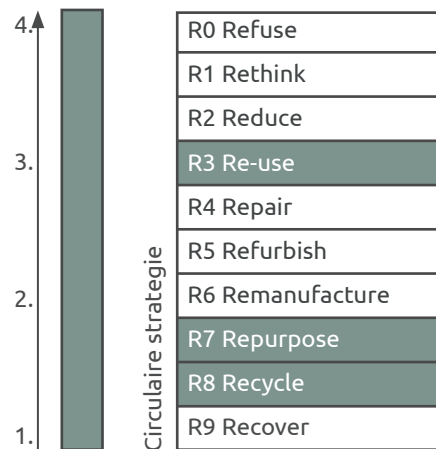 4.
3.
2.
1.
Circulaire strategie
R0 Refuse
R1 Rethink
R2 Reduce
R3 Re-use
R4 Repair
R5 Refurbish
R6 Remanufacture
R7 Repurpose
R8 Recycle
R9 Recover